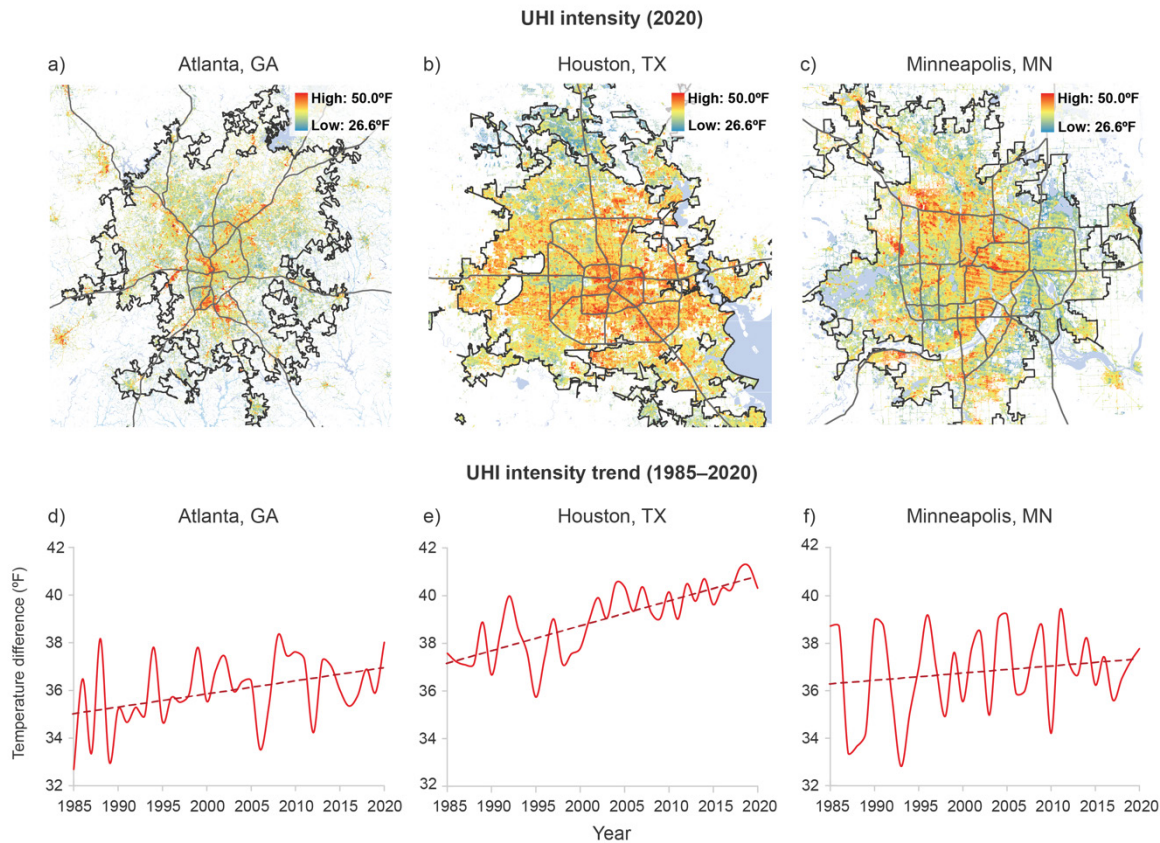 UHI intensity (2020)
a) Atlanta, GA
High: 50.0ºF
Low: 26.6ºF
b) Houston, TX
High: 50.0ºF
Low: 26.6ºF
c) Minneapolis, MN
High: 50.0ºF
Low: 26.6ºF
UHI intensity trend (1985–2020)
d) Atlanta, GA
e) Houston, TX
f) Minneapolis, MN
Temperature difference (ºF)
42
40
38
36
34
32
1985 1990 1995 2000 2005 2010 2015 2020
42
40
38
36
34
32
1985 1990 1995 2000 2005 2010 2015 2020
42
40
38
36
34
32
1985 1990 1995 2000 2005 2010 2015 2020
Year